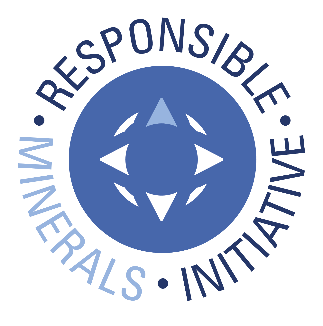 • RESPONSIBLE •
MINERALS • INITIATIVE